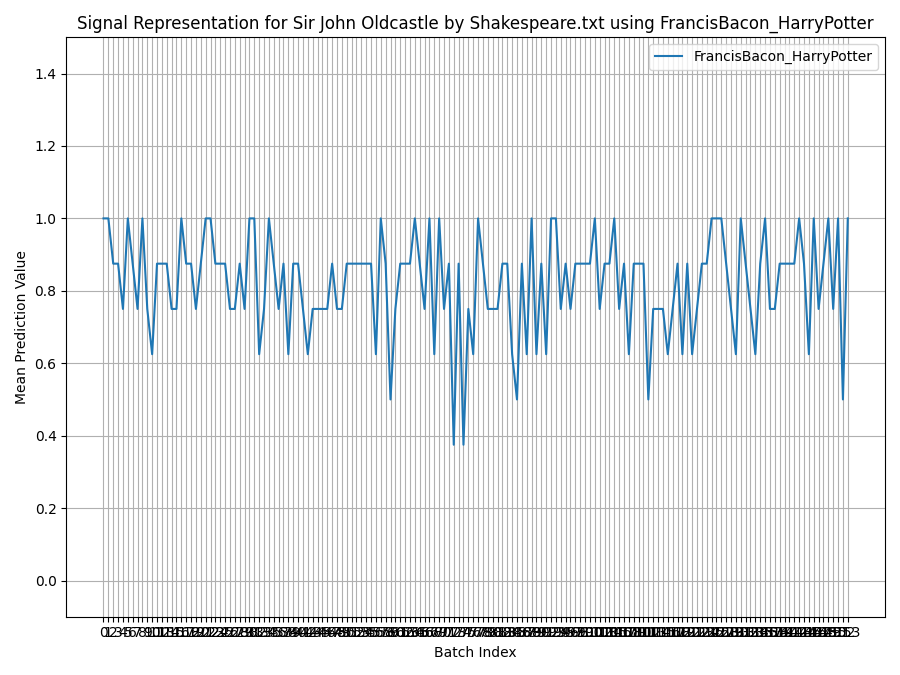 Signal Representation for Sir John Oldcastle by Shakespeare.txt using FrancisBacon_HarryPotter
FrancisBacon_HarryPotter
Mean Prediction Value
1.4
1.2
1.0
0.8
0.6
0.4
0.2
0.0
Batch Index